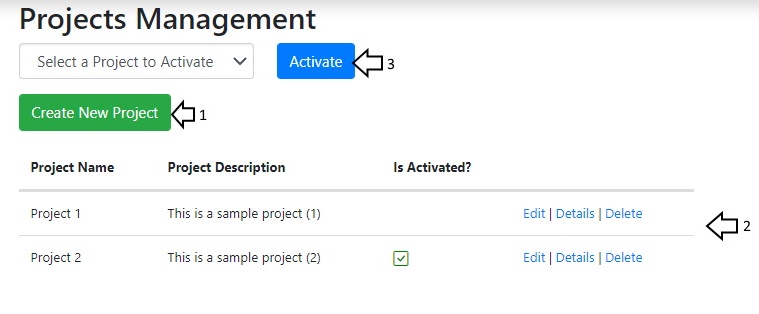 Projects Management
Select a Project to Activate Activate 3
Create New Project 1
Project Name Project Description Is Activated?
Project 1 This is a sample project (1) Edit | Details | Delete
2
Project 2 This is a sample project (2) Edit | Details | Delete